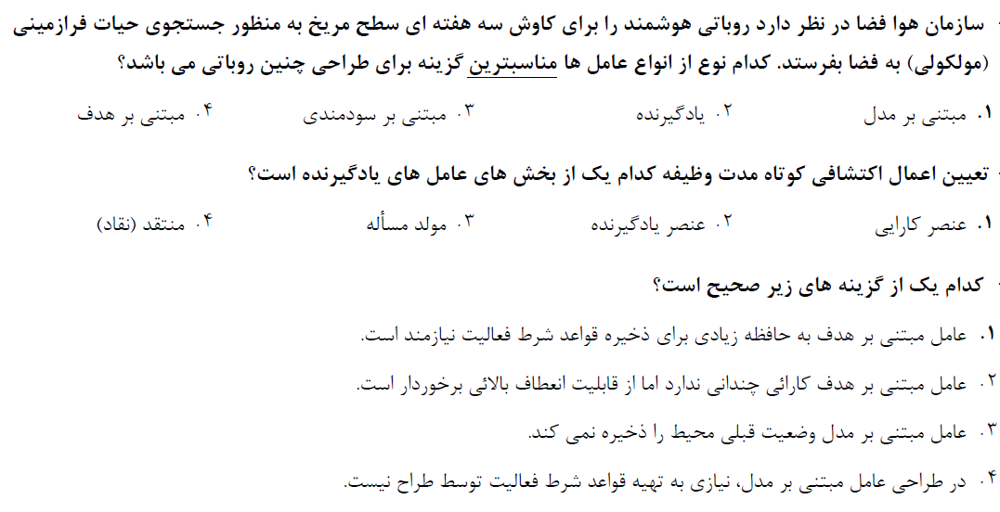 سازمان هوا فضا در نظر دارد روباتی هوشمند را برای کاوش سه هفته ای سطح مریخ به منظور جستجوی حیات فرازمینی
(مولکولی) به فضا بفرستد. کدام نوع از انواع عامل ها مناسبترین گزینه برای طراحی چنین روباتی می باشد؟
۱. مبتنی بر مدل ۲. یادگیرنده ۳. مبتنی بر سودمندی ۴. مبتنی بر هدف
تعیین اعمال اکتشافی کوتاه مدت وظیفه کدام یک از بخش های عامل های یادگیرنده است؟
۱. عنصر کارایی ۲. عنصر یادگیرنده ۳. مولد مسأله ۴. منتقد (نقاد)
کدام یک از گزینه های زیر صحیح است؟
۱. عامل مبتنی بر هدف به حافظه زیادی برای ذخیره قواعد شرط فعالیت نیازمند است.
۲. عامل مبتنی بر هدف کارائی چندانی ندارد اما از قابلیت انعطاف بالائی برخوردار است.
۳. عامل مبتنی بر مدل وضعیت قبلی محیط را ذخیره نمی کند.
۴. در طراحی عامل مبتنی بر مدل، نیازی به تهیه قواعد شرط فعالیت توسط طراح نیست.